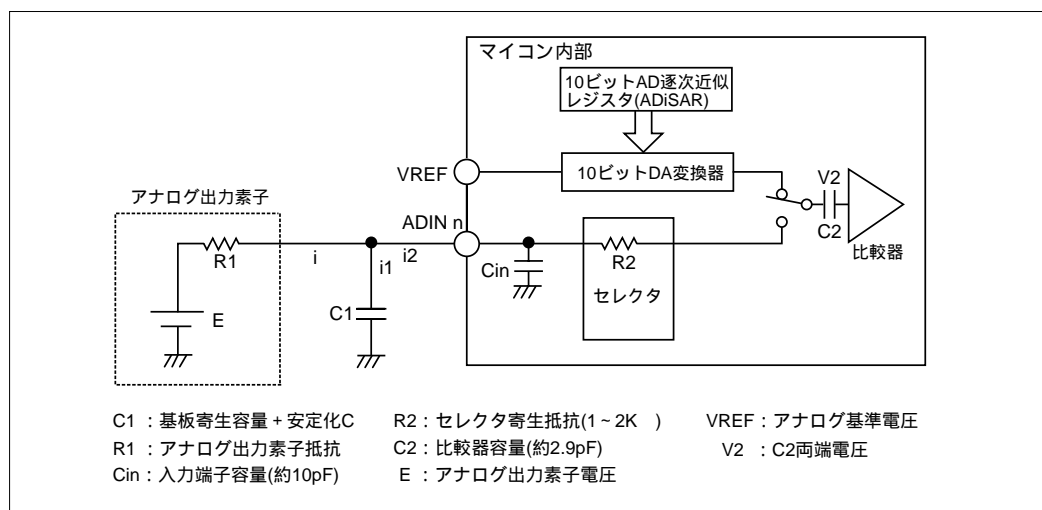 マイコン内部
10ビットAD逐次近似
レジスタ(ADiSAR)
VREF
10ビットDA変換器
V2
C2
比較器
アナログ出力素子
ADIN n
R1
i
i1
i2
Cin
R2
セレクタ
E
C1
C1 : 基板寄生容量 + 安定化C
R2 : セレクタ寄生抵抗(1 ~ 2K )
VREF : アナログ基準電圧
R1 : アナログ出力素子抵抗
C2 : 比較器容量(約2.9pF)
V2 : C2両端電圧
Cin : 入力端子容量(約10pF)
E : アナログ出力素子電圧